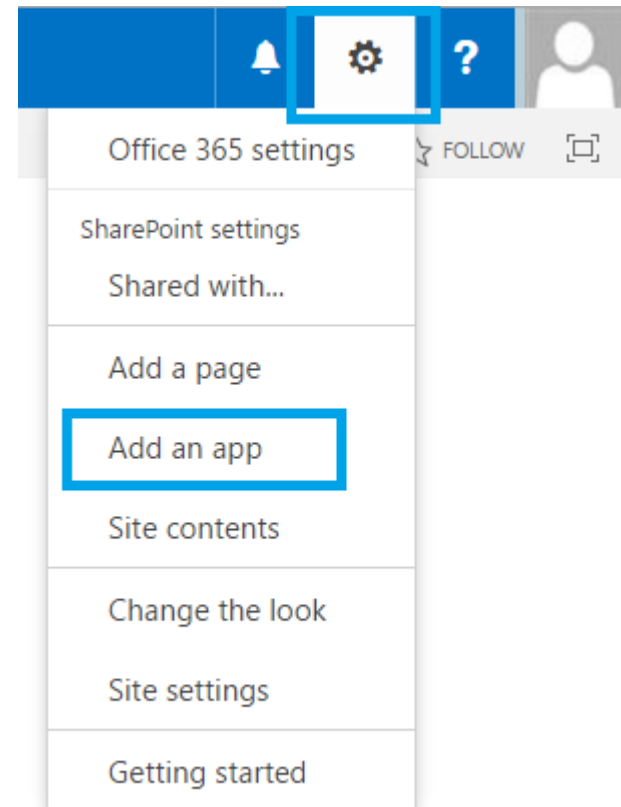 ?
Office 365 settings
FOLLOW
SharePoint settings
Shared with...
Add a page
Add an app
Site contents
Change the look
Site settings
Getting started